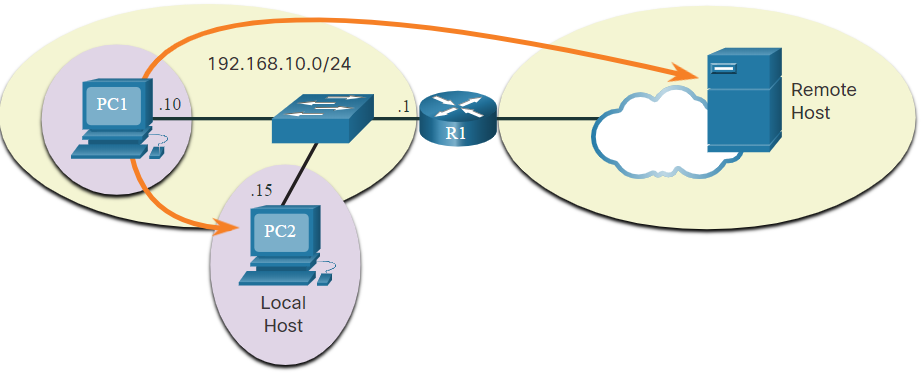 192.168.10.0/24
PC1
.10
.1
R1
Remote
Host
.15
PC2
Local
Host